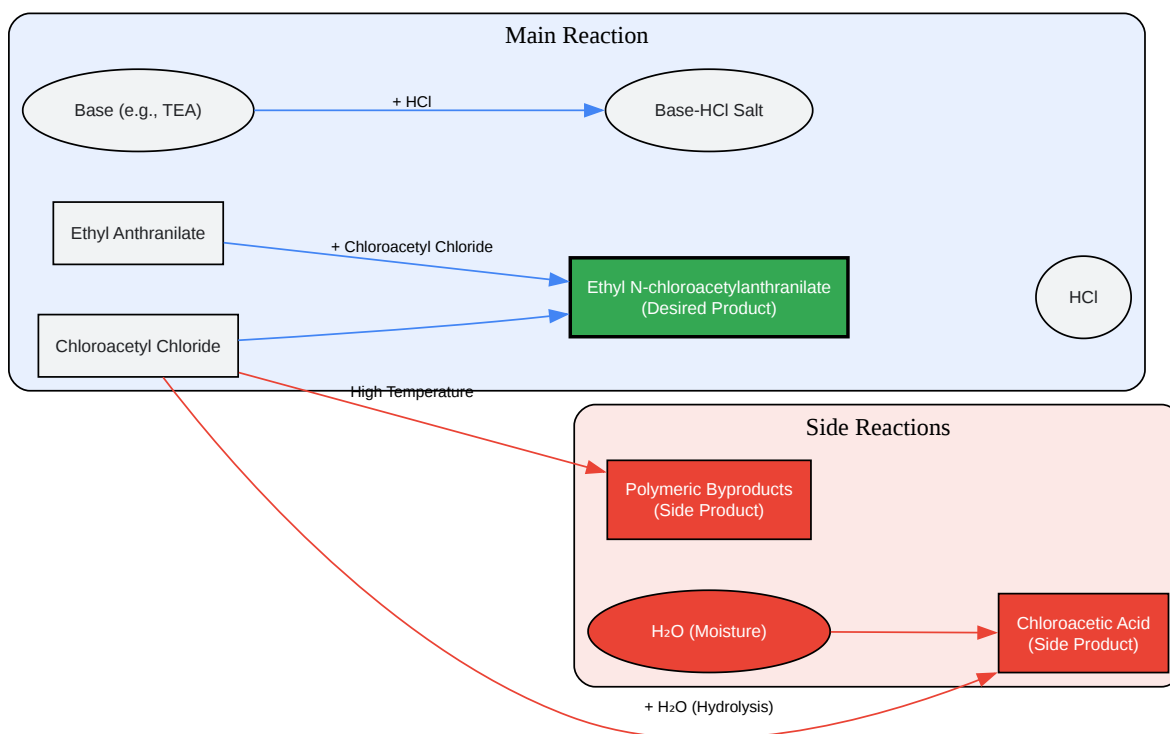 Main Reaction
Base (e.g., TEA)
+ HCl
Base-HCl Salt
Ethyl Anthranilate
+ Chloroacetyl Chloride
Ethyl N-chloroacetylanthranilate
(Desired Product)
HCl
Chloroacetyl Chloride
High Temperature
Side Reactions
Polymeric Byproducts
(Side Product)
H₂O (Moisture)
Chloroacetic Acid
(Side Product)
+ H₂O (Hydrolysis)